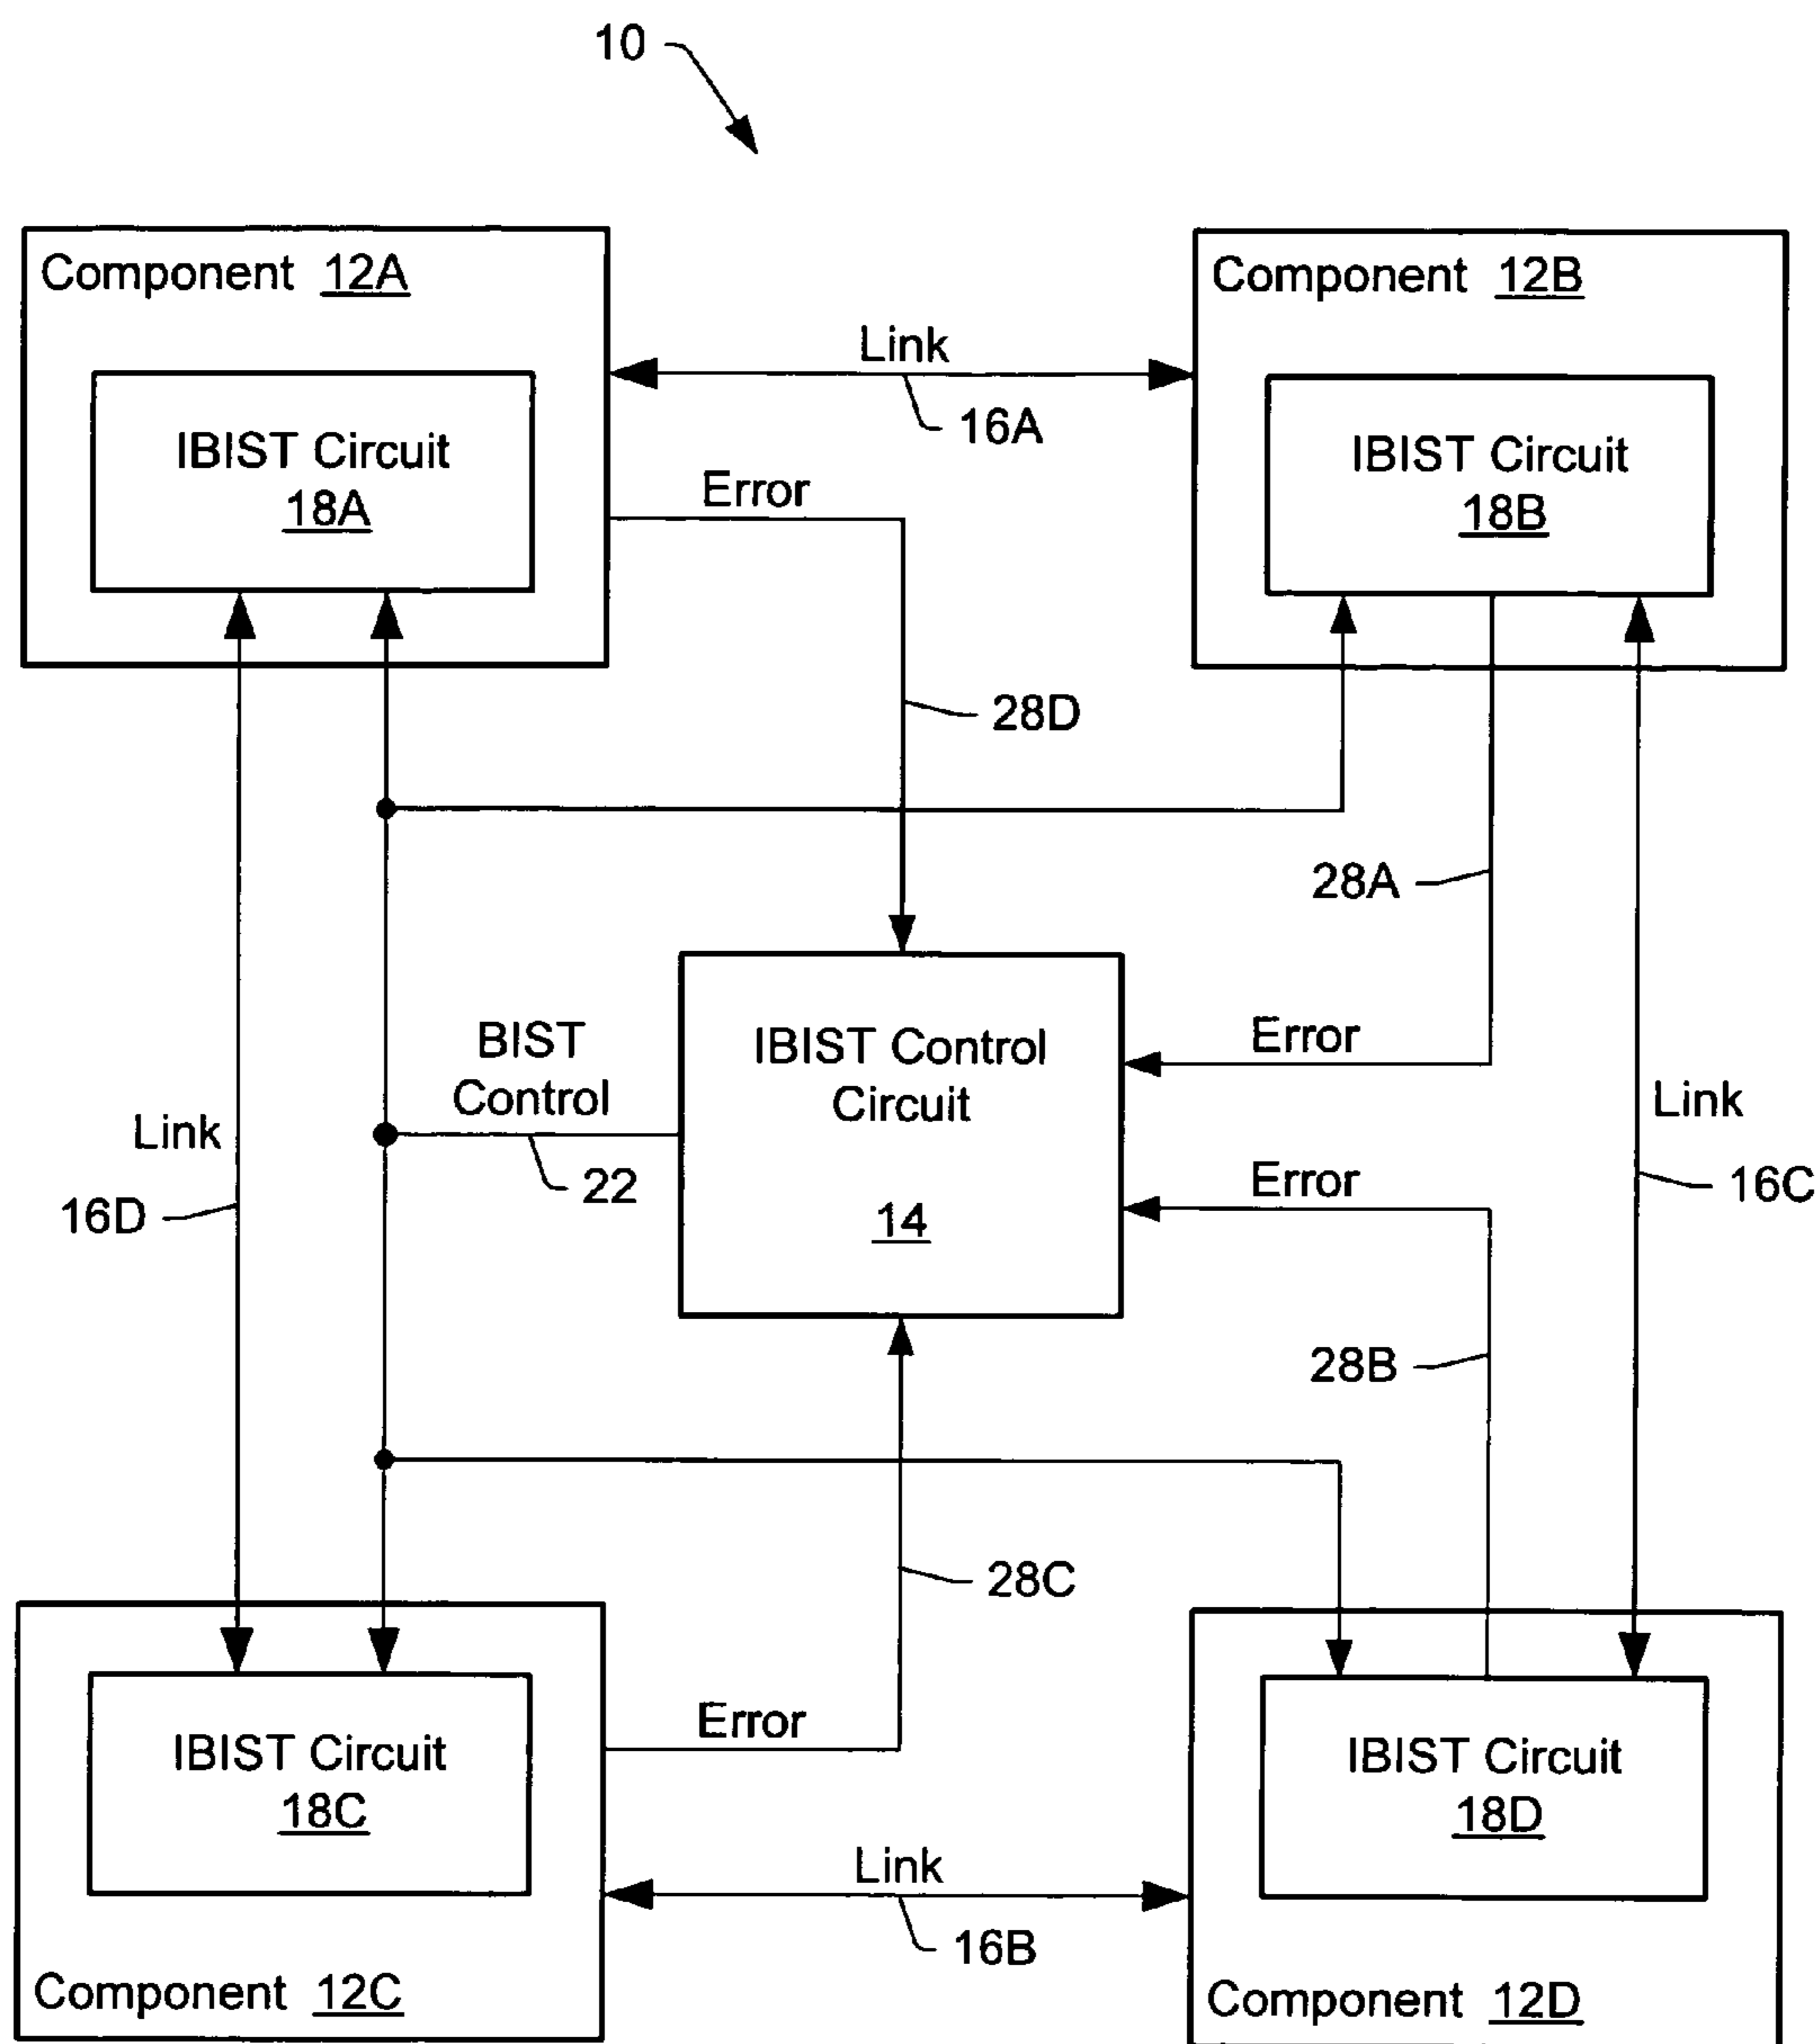 10
Component 12A
Component 12B
Link
16A
IBIST Circuit
18A
IBIST Circuit
18B
Error
28D
28A
BIST
Control
22
IBIST Control
Circuit
14
Error
Error
Link
16D
Link
16C
28B
28C
IBIST Circuit
18C
Error
IBIST Circuit
18D
Link
16B
Component 12C
Component 12D